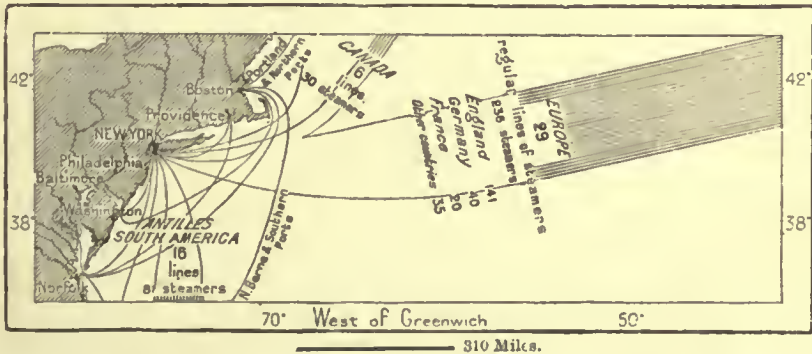 42°
42°
38°
38°
Boston
Providence
NEW YORK
Philadelphia
Baltimore
Washington
Norfolk
Portland
& Northern
Ports
30 steamers
CANADA
6
lines.
ANTILLES
SOUTH AMERICA
16
lines
81 steamers
& Southern
Ports
EUROPE
29
regular lines of steamers
236 steamers
England 141
Germany 40
France 20
Other countries 35
70° West of Greenwich 50°
310 Miles.